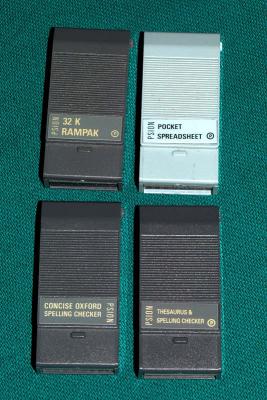 PSION
32 K
RAMPAK
P
PSION
POCKET
SPREADSHEET
P
CONCISE OXFORD
SPELLING CHECKER
PSION
PSION
THESAURUS &
SPELLING CHECKER
P